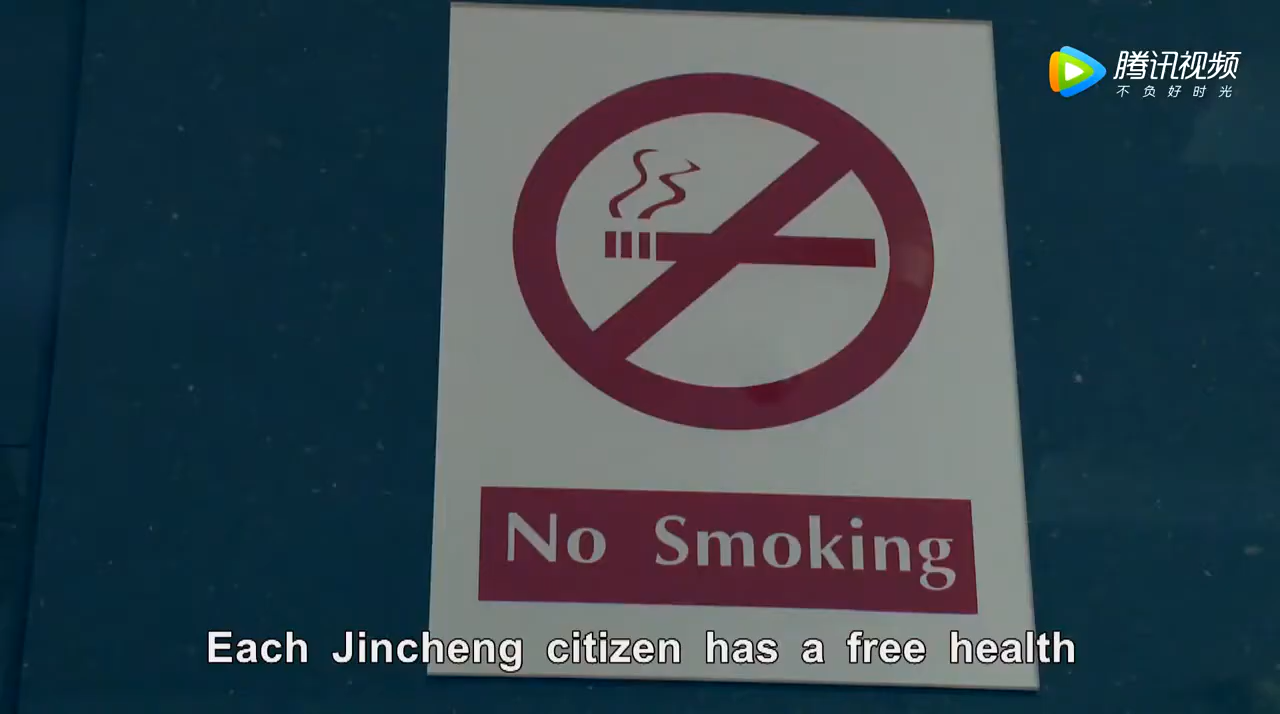 腾讯视频
不负好时光
No Smoking
Each Jincheng citizen has a free health